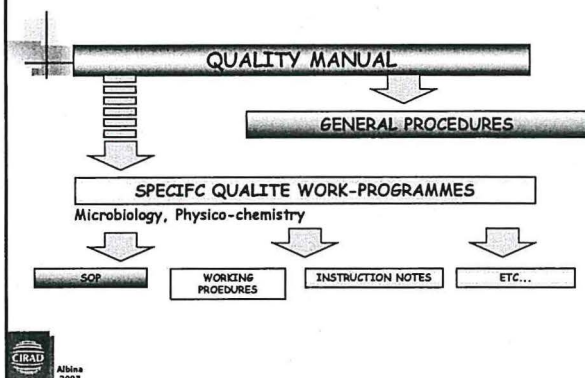 QUALITY MANUAL
GENERAL PROCEDURES
SPECIFC QUALITE WORK-PROGRAMMES
Microbiology, Physico-chemistry
SOP
WORKING
PROEDURES
INSTRUCTION NOTES
ETC...
CIRAD
Albina
2003